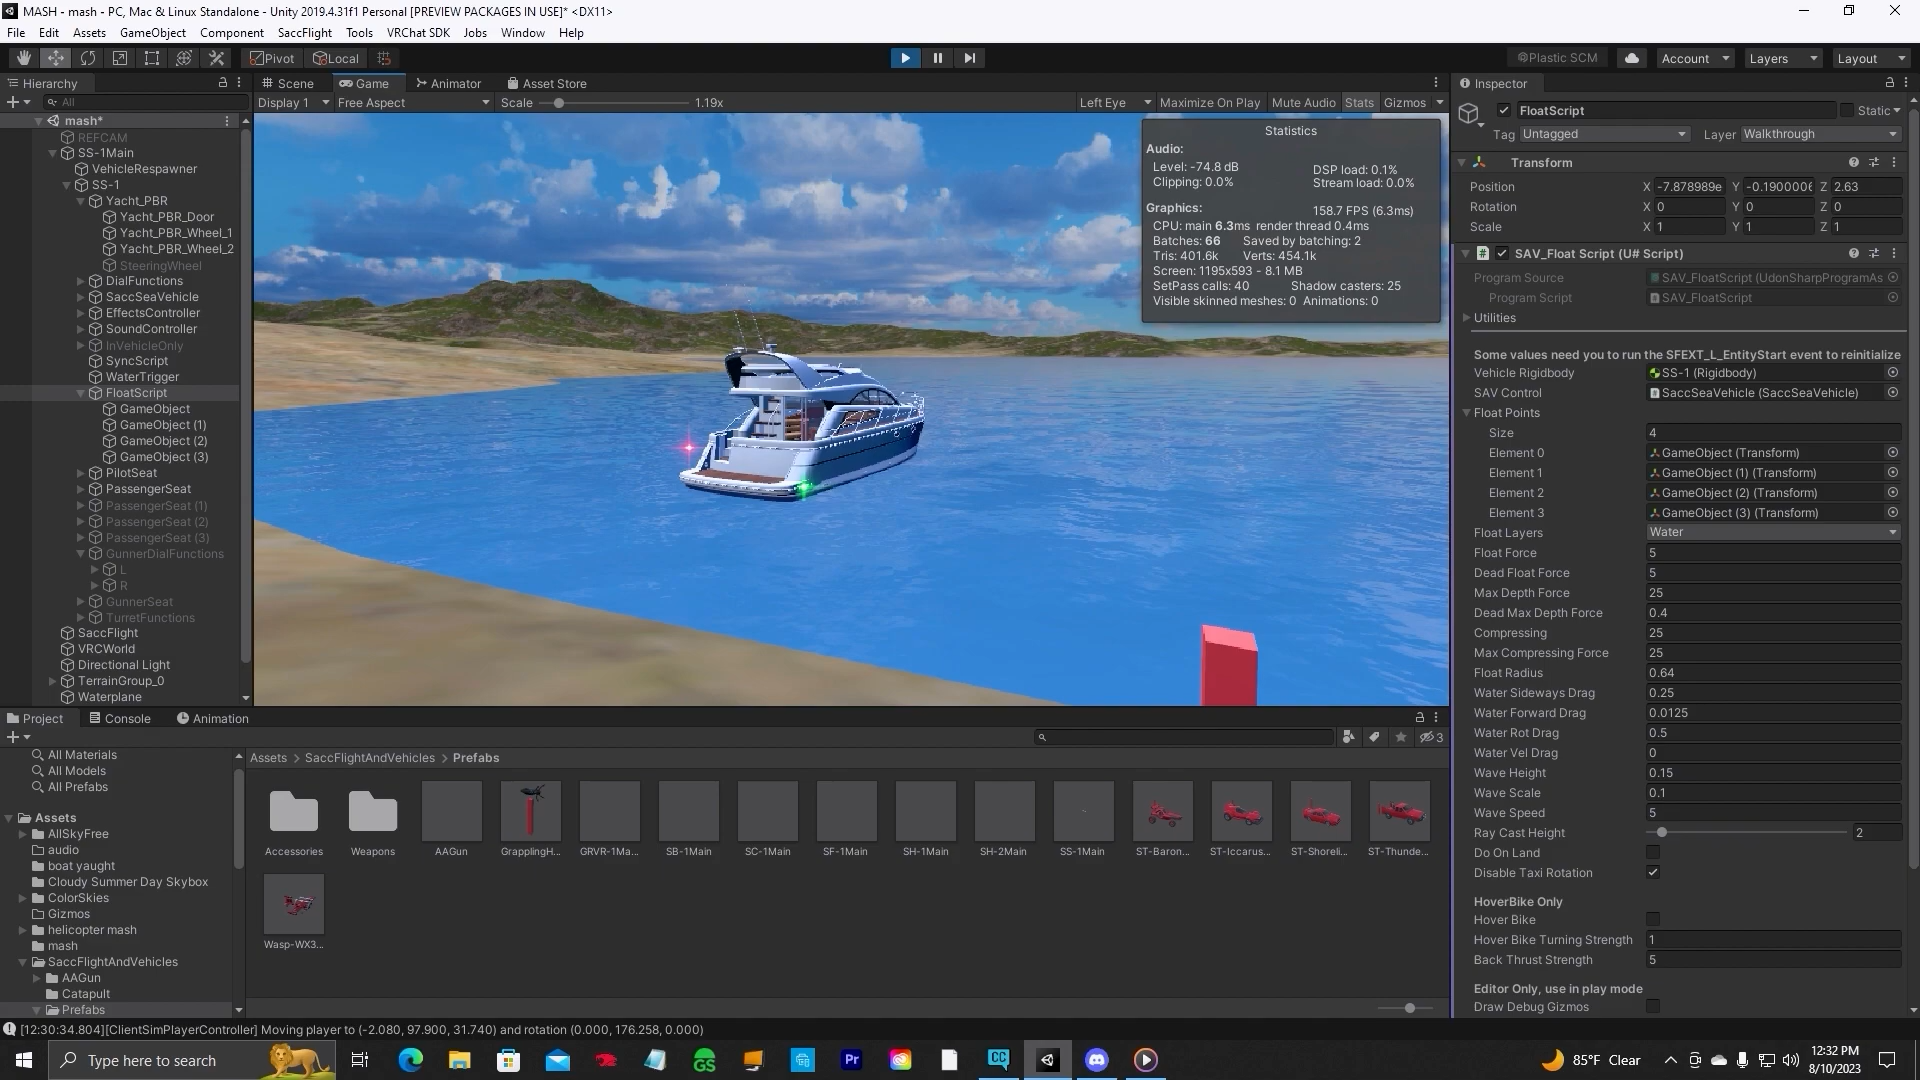 MASH - mash - PC, Mac & Linux Standalone - Unity 2019.4.31f1 Personal [PREVIEW PACKAGES IN USE]* <DX11>
File Edit Assets GameObject Component SaccFlight Tools VRChat SDK Jobs Window Help
Pivot Local Plastic SCM Account Layers Layout
Hierarchy
All
mash*
REFCAM
SS-1Main
VehicleRespawner
SS-1
Yacht_PBR
Yacht_PBR_Door
Yacht_PBR_Wheel_1
Yacht_PBR_Wheel_2
SteeringWheel
DialFunctions
SaccSeaVehicle
EffectsController
SoundController
InVehicleOnly
SyncScript
WaterTrigger
FloatScript
GameObject
GameObject (1)
GameObject (2)
GameObject (3)
PilotSeat
PassengerSeat
PassengerSeat (1)
PassengerSeat (2)
PassengerSeat (3)
GunnerDialFunctions
L
R
GunnerSeat
TurretFunctions
SaccFlight
VRCWorld
Directional Light
TerrainGroup_0
Waterplane
Scene Game Animator Asset Store
Display 1 Free Aspect Scale 1.19x Left Eye Maximize On Play Mute Audio Stats Gizmos
Statistics
Audio:
Level: -74.8 dB DSP load: 0.1%
Clipping: 0.0% Stream load: 0.0%
Graphics: 158.7 FPS (6.3ms)
CPU: main 6.3ms render thread 0.4ms
Batches: 66 Saved by batching: 2
Tris: 401.6k Verts: 454.1k
Screen: 1195x593 - 8.1 MB
SetPass calls: 40 Shadow casters: 25
Visible skinned meshes: 0 Animations: 0
Inspector
FloatScript Static
Tag Untagged Layer Walkthrough
Transform
Position X -7.878989e Y -0.1900000 Z 2.63
Rotation X 0 Y 0 Z 0
Scale X 1 Y 1 Z 1
# SAV_Float Script (U# Script)
Program Source SAV_FloatScript (UdonSharpProgramAs
Program Script SAV_FloatScript
Utilities
Some values need you to run the SFEXT_L_EntityStart event to reinitialize
Vehicle Rigidbody SS-1 (Rigidbody)
SAV Control SaccSeaVehicle (SaccSeaVehicle)
Float Points
Size 4
Element 0 GameObject (Transform)
Element 1 GameObject (1) (Transform)
Element 2 GameObject (2) (Transform)
Element 3 GameObject (3) (Transform)
Float Layers Water
Float Force 5
Dead Float Force 5
Max Depth Force 25
Dead Max Depth Force 0.4
Compressing 25
Max Compressing Force 25
Float Radius 0.64
Water Sideways Drag 0.25
Water Forward Drag 0.0125
Water Rot Drag 0.5
Water Vel Drag 0
Wave Height 0.15
Wave Scale 0.1
Wave Speed 5
Ray Cast Height 2
Do On Land
Disable Taxi Rotation
HoverBike Only
Hover Bike
Hover Bike Turning Strength 1
Back Thrust Strength 5
Editor Only, use in play mode
Draw Debug Gizmos
Project Console Animation
3
All Materials
All Models
All Prefabs
Assets
AllSkyFree
audio
boat yaught
Cloudy Summer Day Skybox
ColorSkies
Gizmos
helicopter mash
mash
SaccFlightAndVehicles
AAGun
Catapult
Prefabs
Assets > SaccFlightAndVehicles > Prefabs
Accessories Weapons AAGun GrapplingH... GRVR-1Ma... SB-1Main SC-1Main SF-1Main SH-1Main SH-2Main SS-1Main ST-Baron... ST-Iccarus... ST-Shoreli... ST-Thunde...
Wasp-WX3...
[12:30:34.804][ClientSimPlayerController] Moving player to (-2.080, 97.900, 31.740) and rotation (0.000, 176.258, 0.000)
Type here to search
GS
Pr
CC
85°F Clear
12:32 PM
8/10/2023